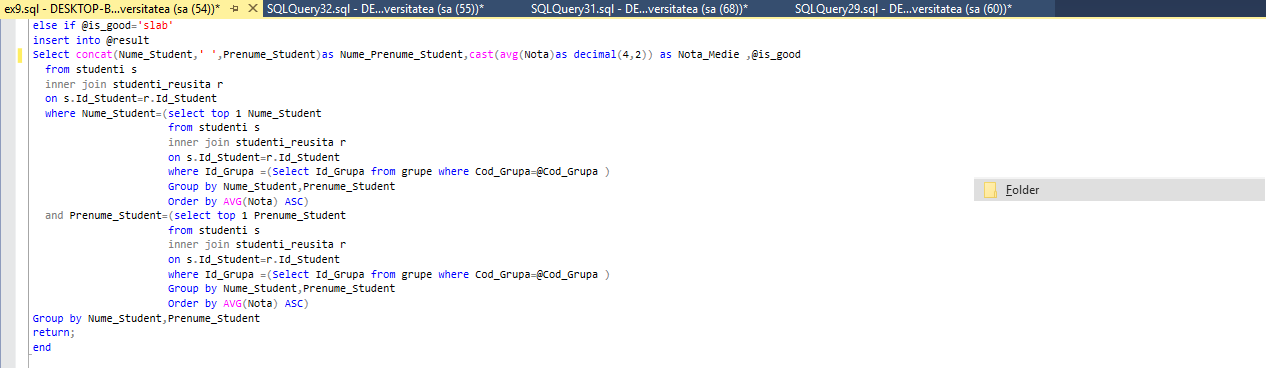 ex9.sql - DESKTOP-B...versitatea (sa (54))* SQLQuery32.sql - DE...versitatea (sa (55))* SQLQuery31.sql - DE...versitatea (sa (68))* SQLQuery29.sql - DE...versitatea (sa (60))*
else if @is_good='slab'
insert into @result
Select concat(Nume_Student,' ',Prenume_Student)as Nume_Prenume_Student,cast(avg(Nota)as decimal(4,2)) as Nota_Medie ,@is_good
from studenti s
inner join studenti_reusita r
on s.Id_Student=r.Id_Student
where Nume_Student=(select top 1 Nume_Student
from studenti s
inner join studenti_reusita r
on s.Id_Student=r.Id_Student
where Id_Grupa =(Select Id_Grupa from grupe where Cod_Grupa=@Cod_Grupa )
Group by Nume_Student,Prenume_Student
Order by AVG(Nota) ASC)
and Prenume_Student=(select top 1 Prenume_Student
from studenti s
inner join studenti_reusita r
on s.Id_Student=r.Id_Student
where Id_Grupa =(Select Id_Grupa from grupe where Cod_Grupa=@Cod_Grupa )
Group by Nume_Student,Prenume_Student
Order by AVG(Nota) ASC)
Group by Nume_Student,Prenume_Student
return;
end
Folder